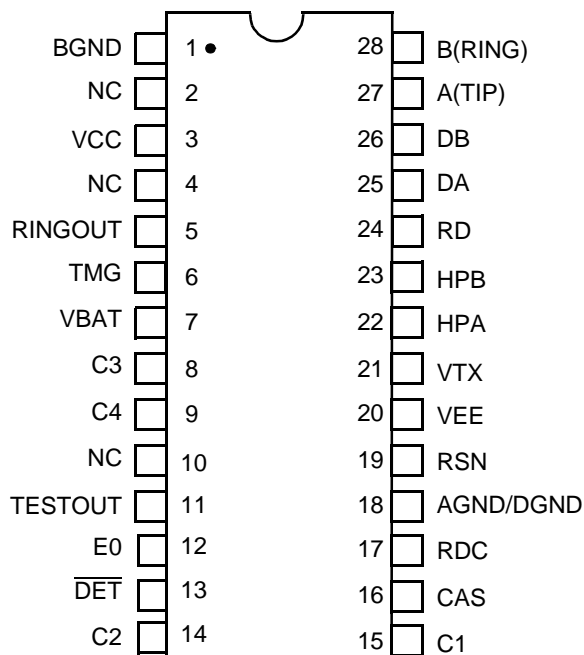 BGND 1 28 B(RING)
NC 2 27 A(TIP)
VCC 3 26 DB
NC 4 25 DA
RINGOUT 5 24 RD
TMG 6 23 HPB
VBAT 7 22 HPA
C3 8 21 VTX
C4 9 20 VEE
NC 10 19 RSN
TESTOUT 11 18 AGND/DGND
E0 12 17 RDC
DET 13 16 CAS
C2 14 15 C1